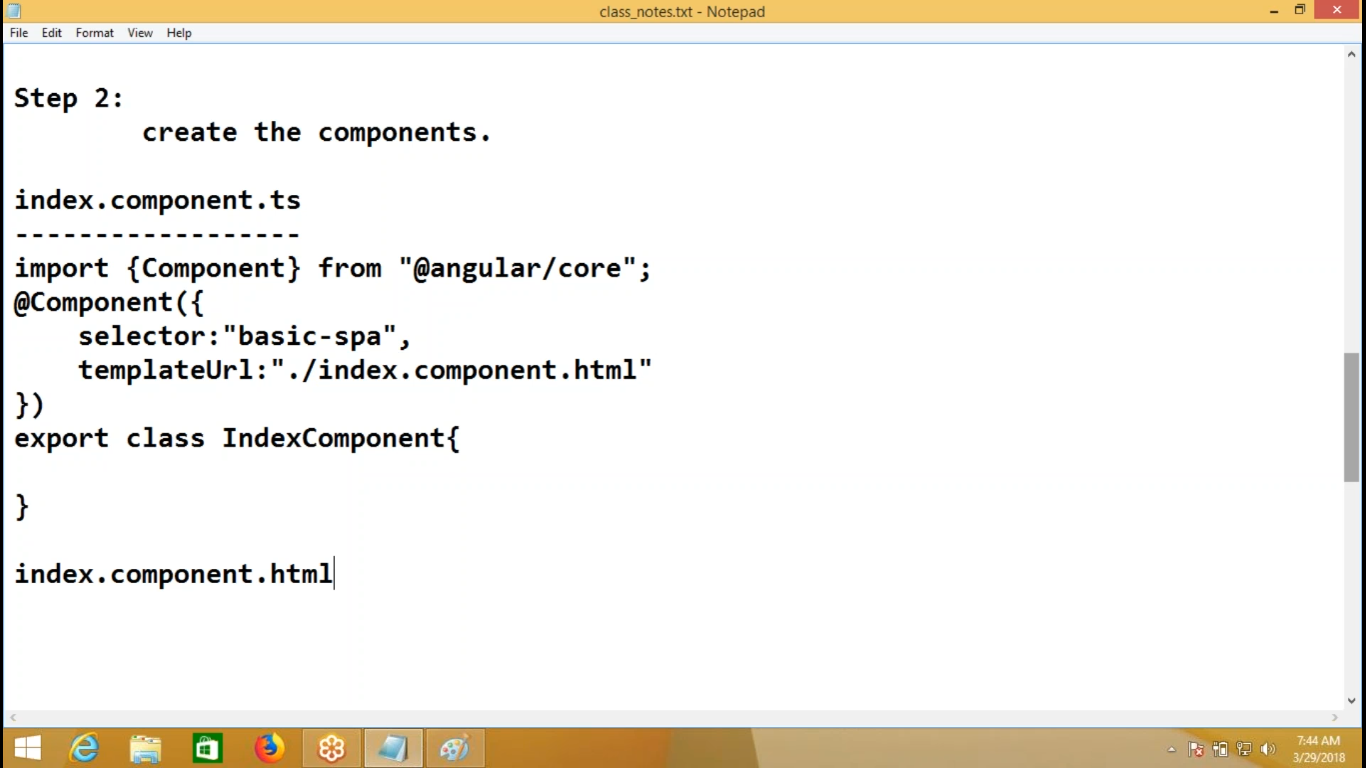 class_notes.txt - Notepad
File Edit Format View Help
Step 2:
create the components.
index.component.ts
------------------
import {Component} from "@angular/core";
@Component({
selector:"basic-spa",
templateUrl:"./index.component.html"
})
export class IndexComponent{
}
index.component.html
7:44 AM
3/29/2018